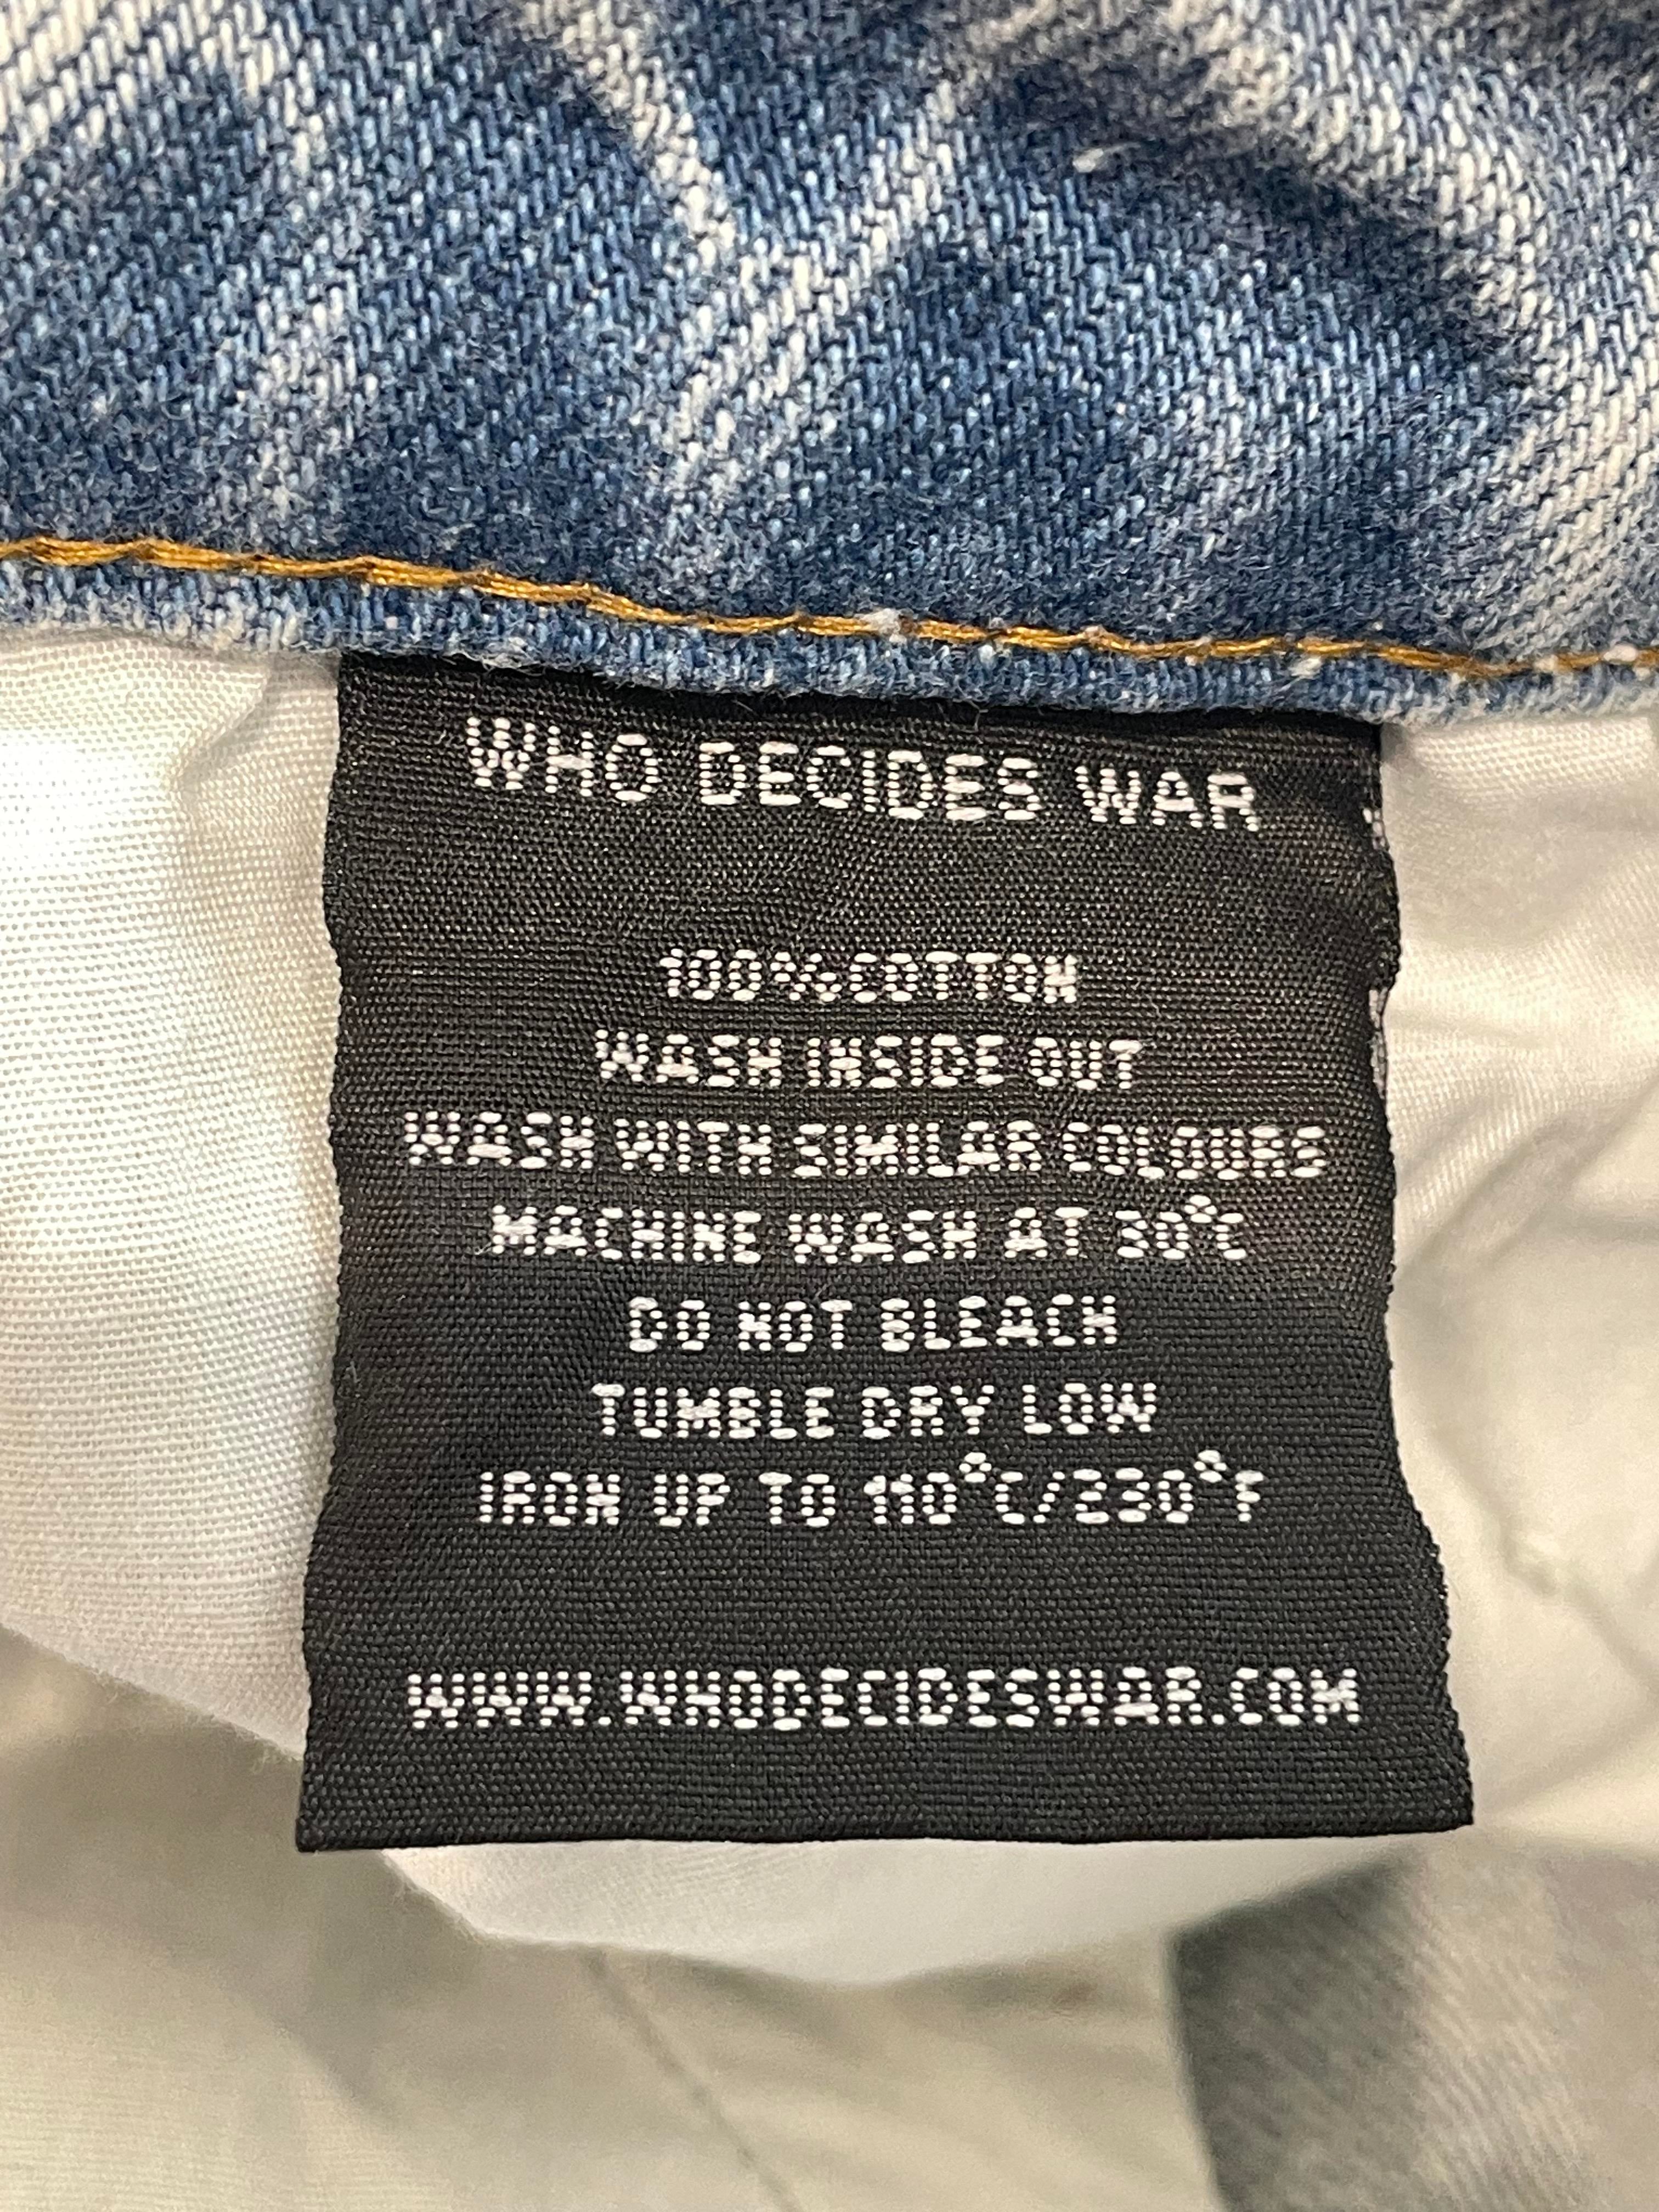 WHO DECIDES WAR
100%COTTON
WASH INSIDE OUT
WASH WITH SIMILAR COLOURS
MACHINE WASH AT 30°C
DO NOT BLEACH
TUMBLE DRY LOW
IRON UP TO 110°C/230°F
WWW.WHODECIDESWAR.COM